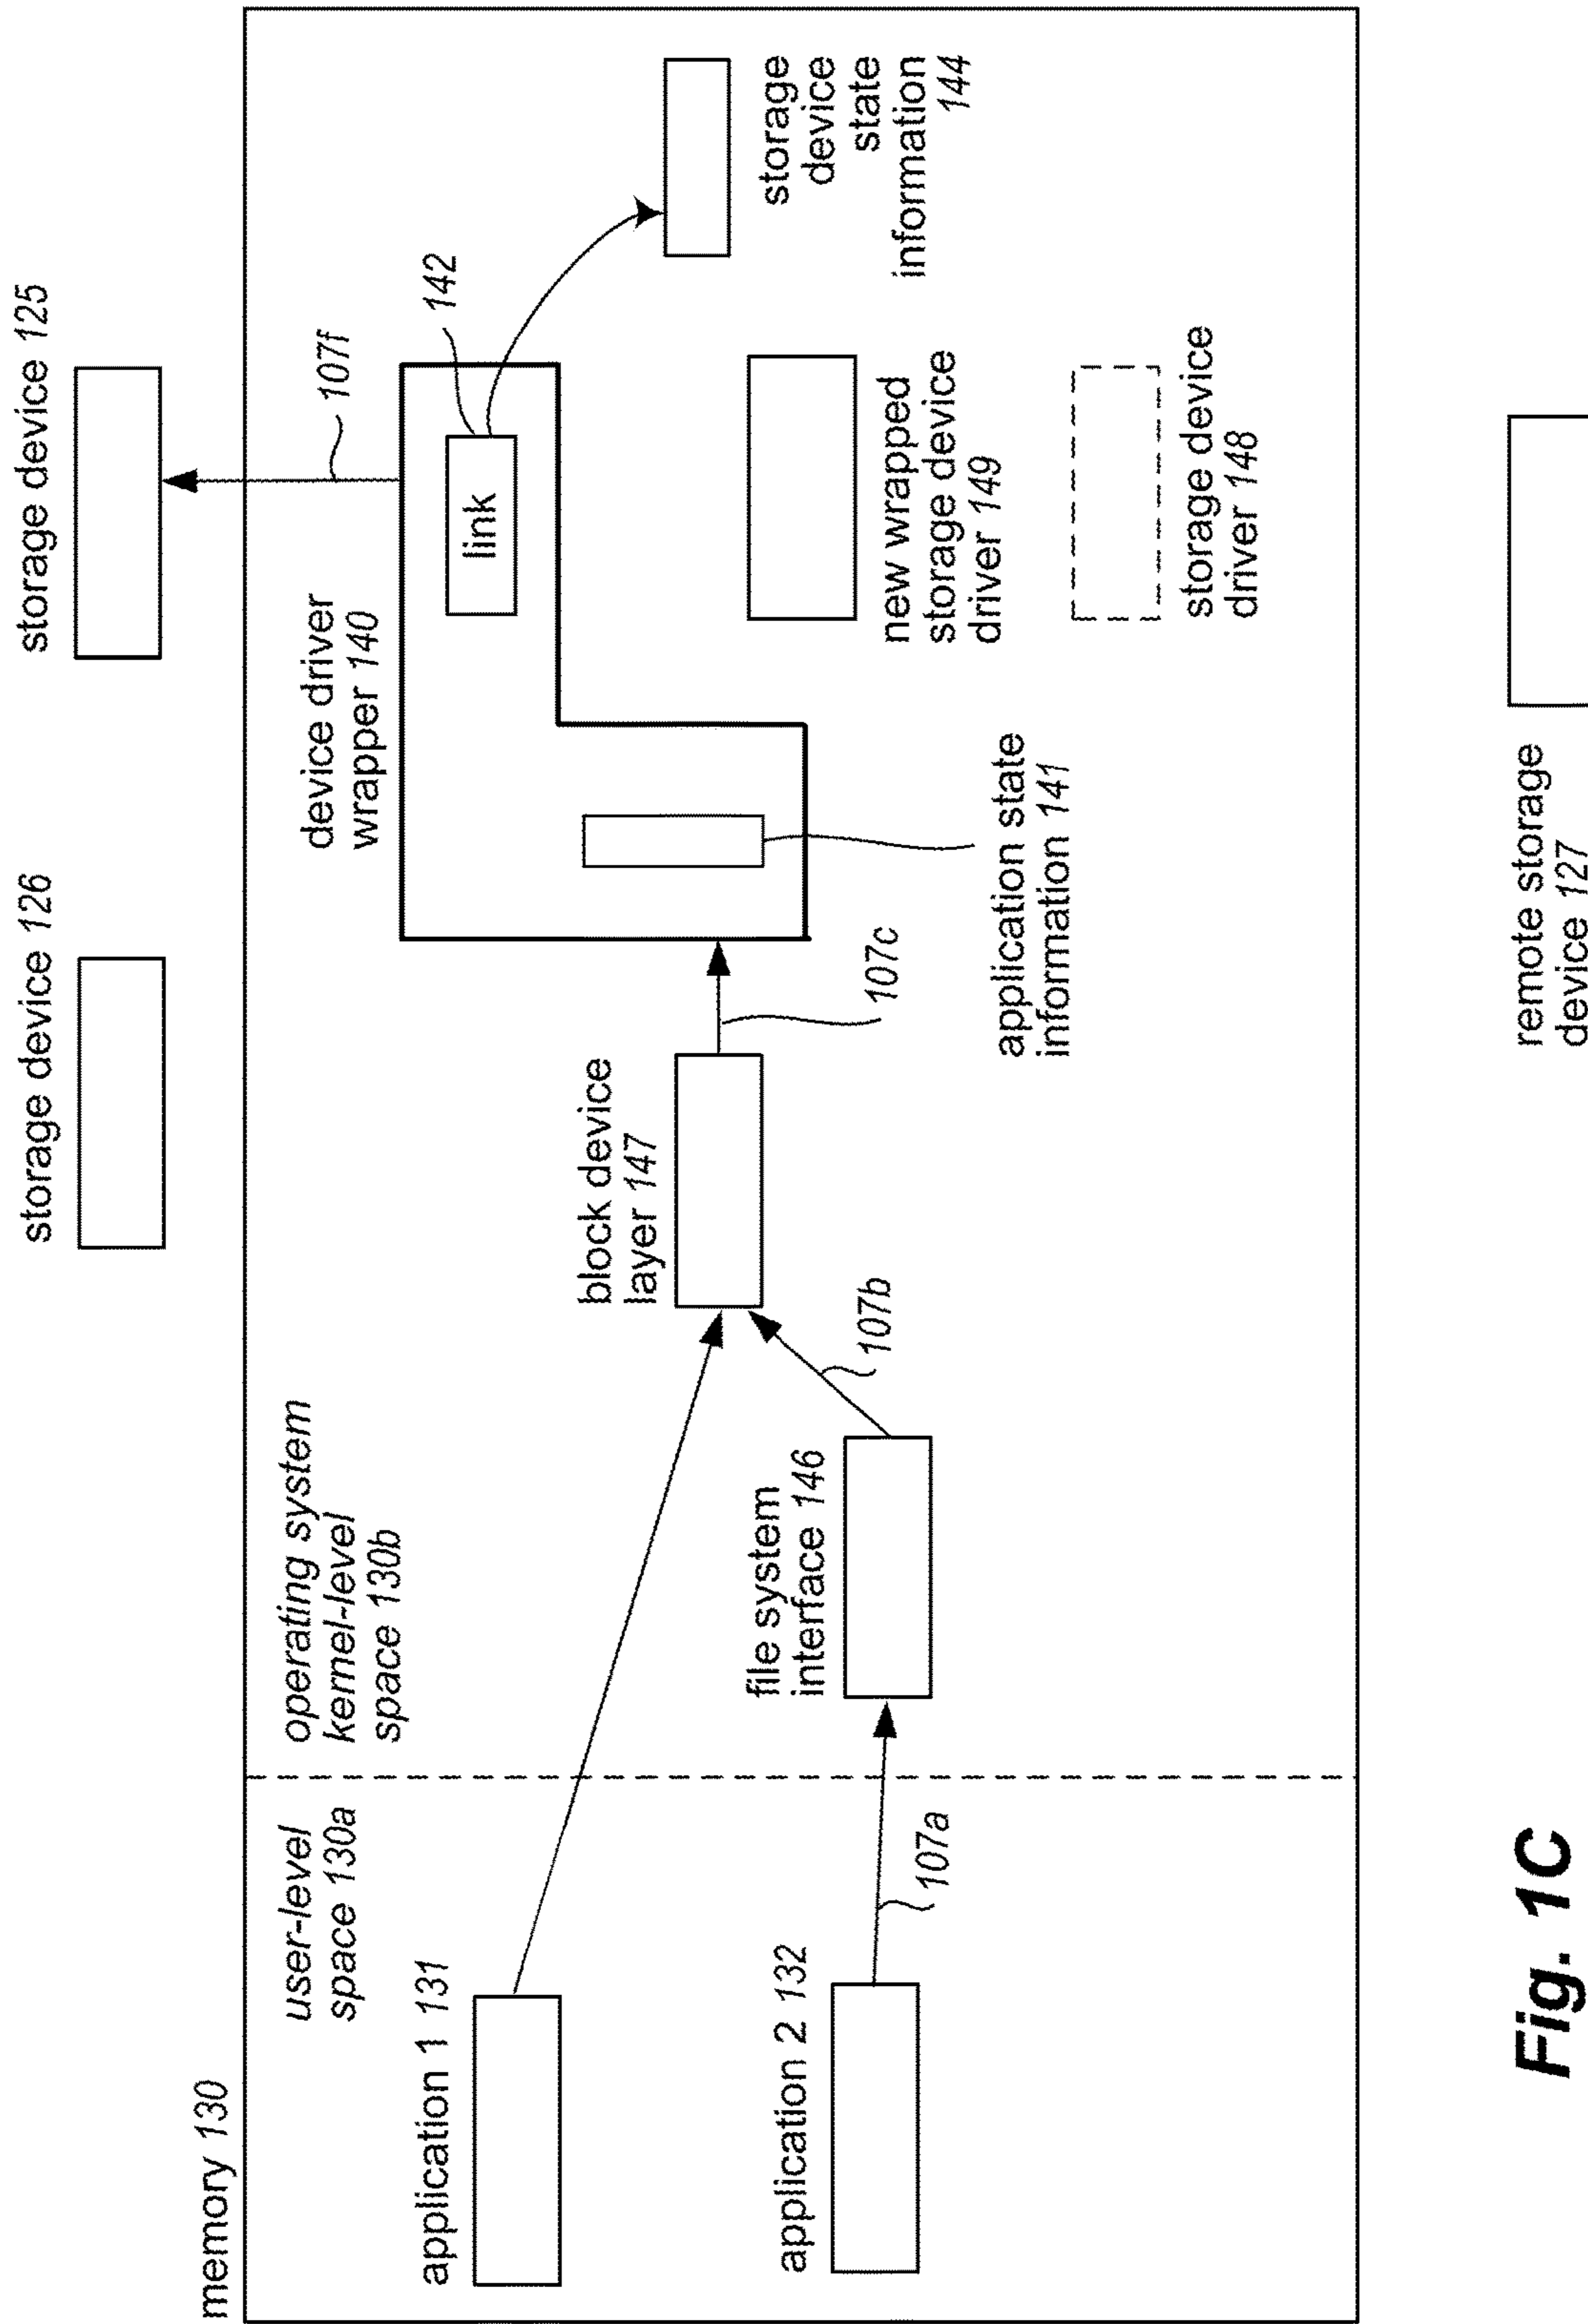 memory 130
user-level
space 130a
operating system
kernel-level
space 130b
storage device 126
storage device 125
application 1 131
application 2 132
107a
file system
interface 146
107b
block device
layer 147
107c
device driver
wrapper 140
107f
link
142
application state
information 141
storage
device
state
information
144
new wrapped
storage device
driver 149
storage device
driver 148
remote storage
device 127
Fig. 1C